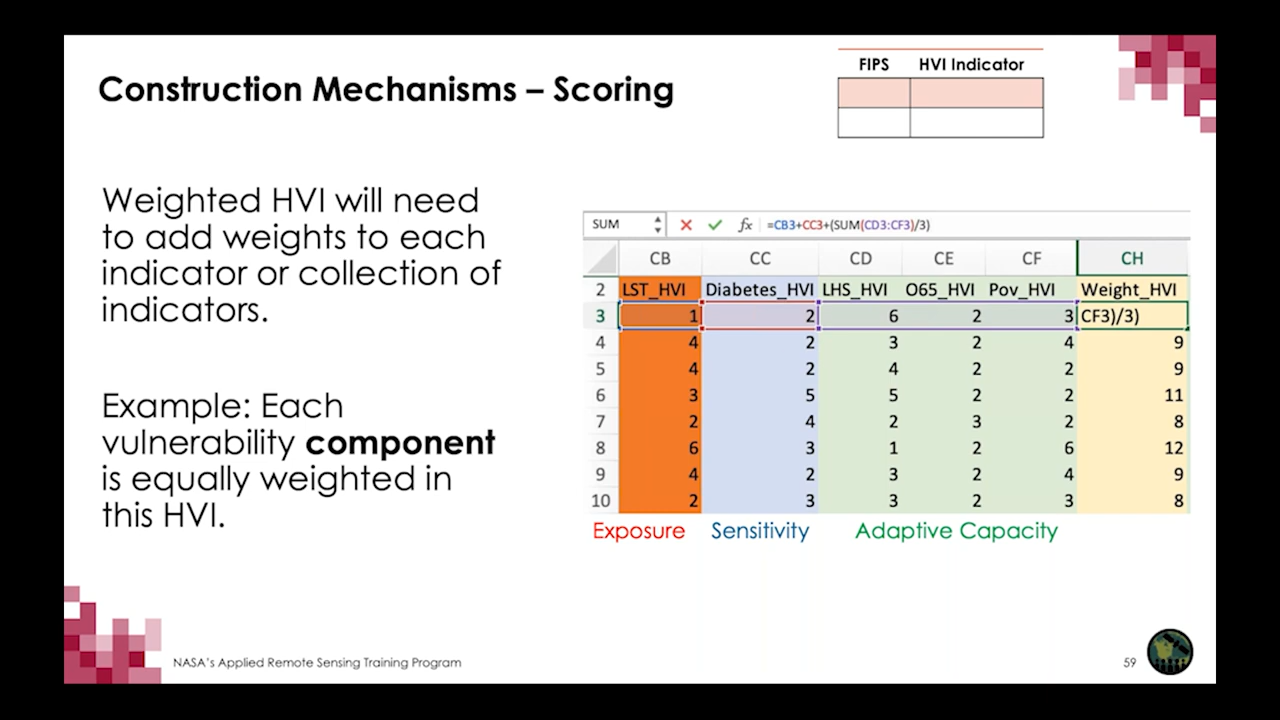 Construction Mechanisms – Scoring
FIPS HVI Indicator
Weighted HVI will need
to add weights to each
indicator or collection of
indicators.
Example: Each
vulnerability component
is equally weighted in
this HVI.
SUM fx =CB3+CC3+(SUM(CD3:CF3)/3)
CB CC CD CE CF CH
2 LST_HVI Diabetes_HVI LHS_HVI O65_HVI Pov_HVI Weight_HVI
3 1 2 6 2 3 CF3)/3)
4 4 2 3 2 4 9
5 4 2 4 2 2 9
6 3 5 5 2 2 11
7 2 4 2 3 2 8
8 6 3 1 2 6 12
9 4 2 3 2 4 9
10 2 3 3 2 3 8
Exposure Sensitivity Adaptive Capacity
NASA's Applied Remote Sensing Training Program
59